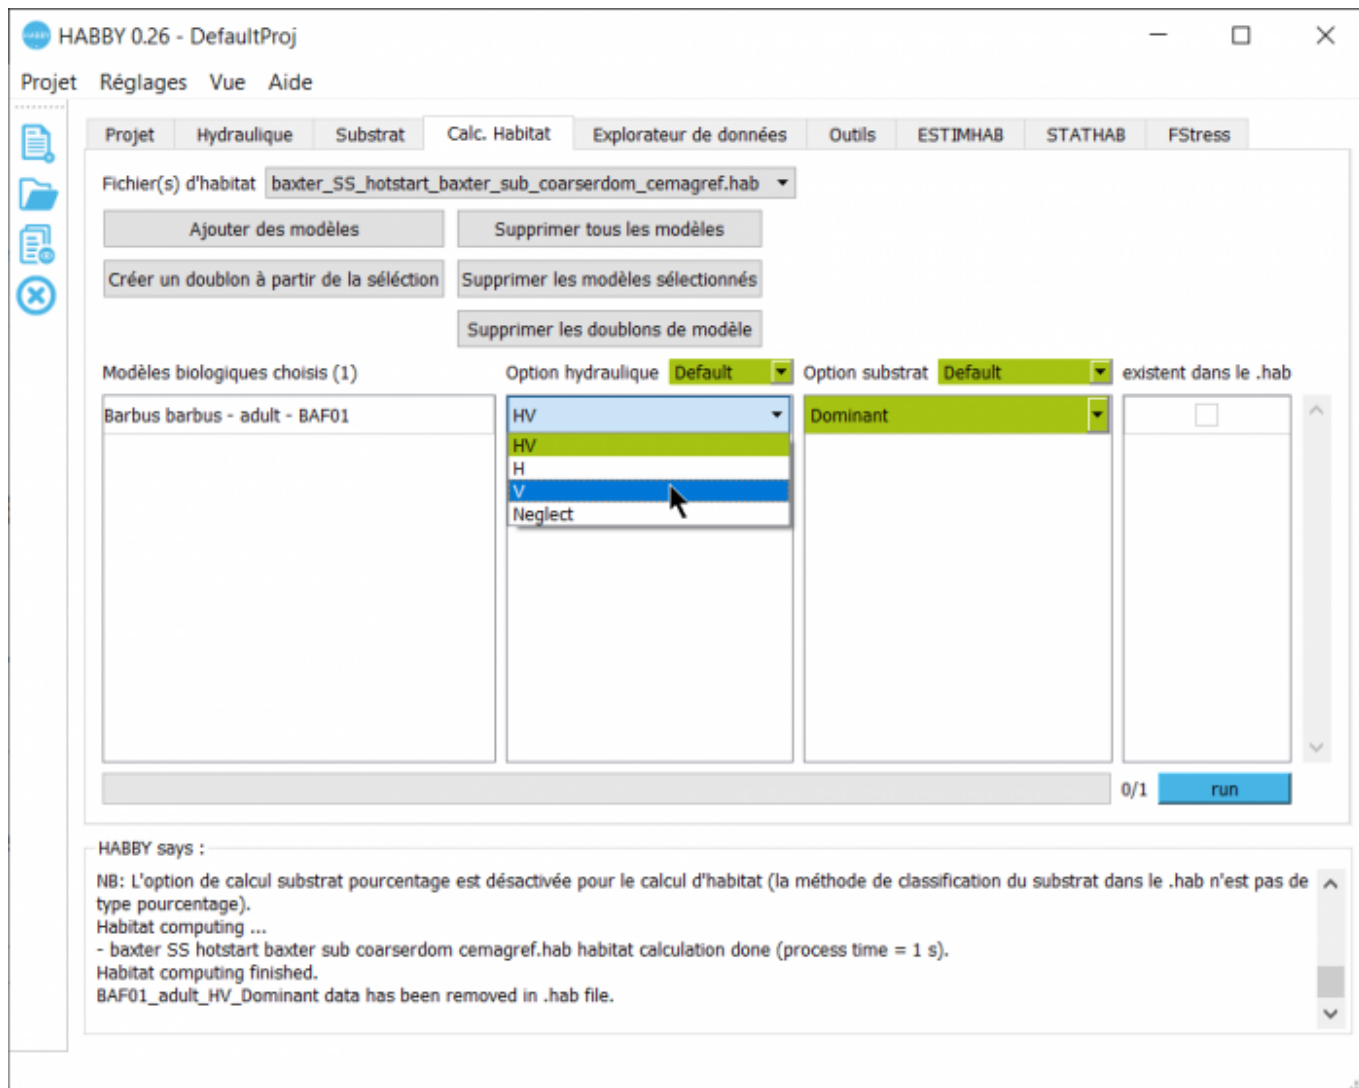 HABBY 0.26 - DefaultProj
Projet Réglages Vue Aide
Projet Hydraulique Substrat Calc. Habitat Explorateur de données Outils ESTIMHAB STATHAB FStress
Fichier(s) d'habitat baxter_SS_hotstart_baxter_sub_coarserdom_cemagref.hab
Ajouter des modèles Supprimer tous les modèles
Créer un doublon à partir de la séléction Supprimer les modèles sélectionnés
Supprimer les doublons de modèle
Modèles biologiques choisis (1) Option hydraulique Default Option substrat Default existent dans le .hab
Barbus barbus - adult - BAF01 HV Dominant
HV
H
V
Neglect
0/1 run
HABBY says :
NB: L'option de calcul substrat pourcentage est désactivée pour le calcul d'habitat (la méthode de classification du substrat dans le .hab n'est pas de
type pourcentage).
Habitat computing ...
- baxter SS hotstart baxter sub coarserdom cemagref.hab habitat calculation done (process time = 1 s).
Habitat computing finished.
BAF01_adult_HV_Dominant data has been removed in .hab file.